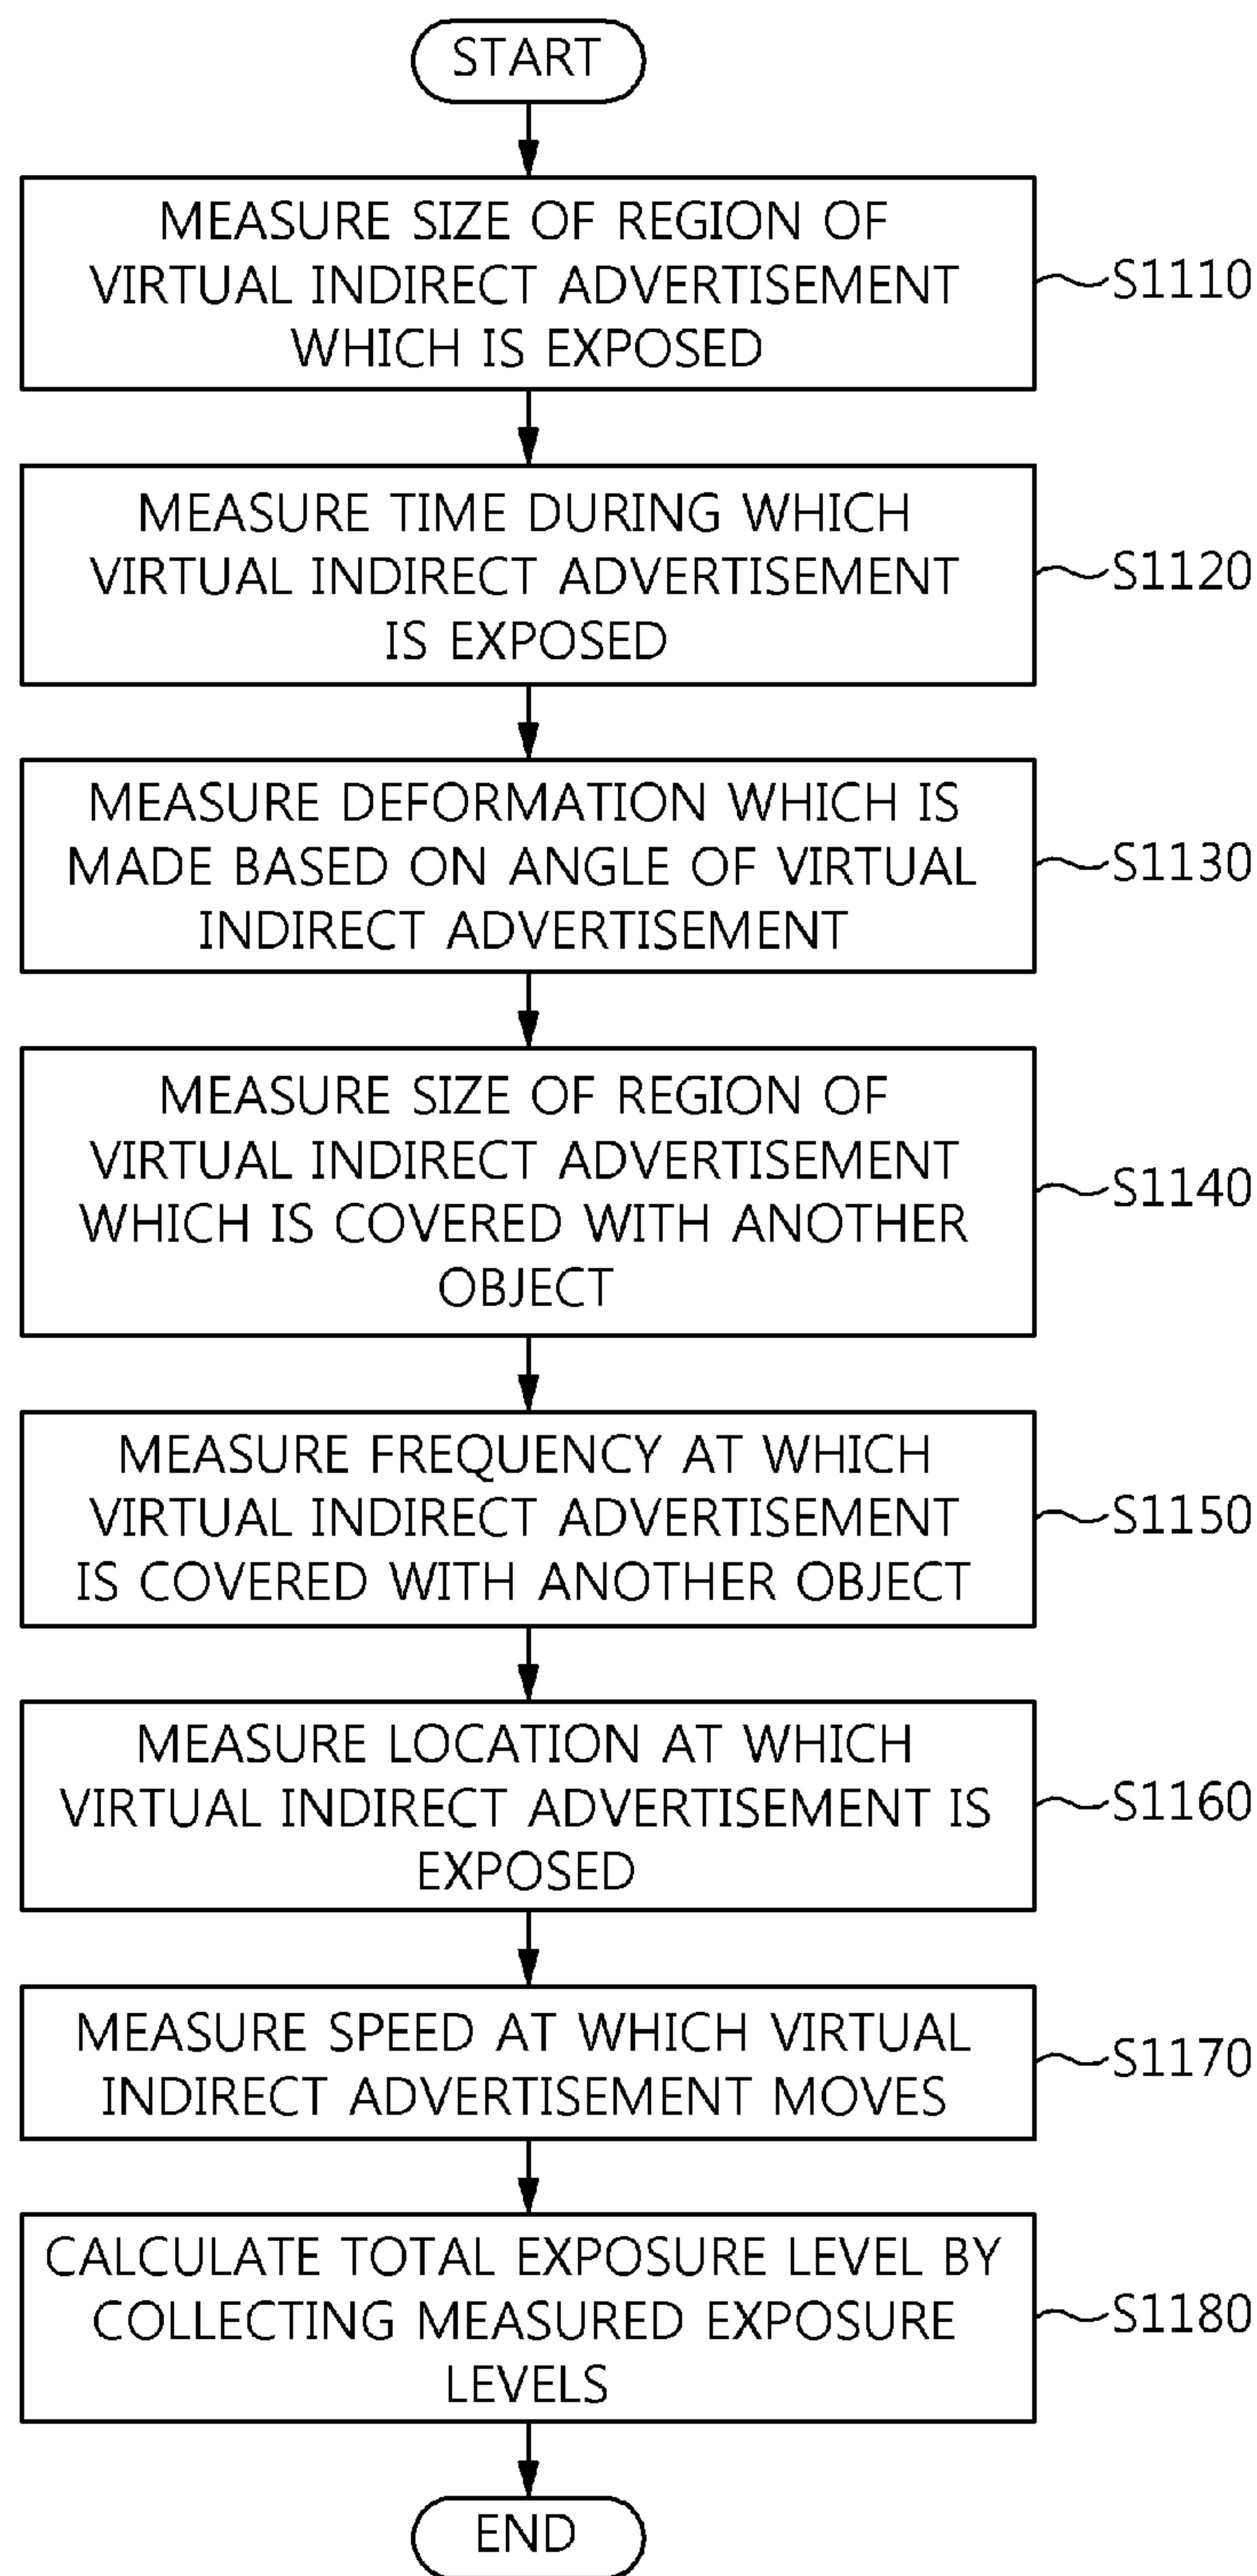 START
MEASURE SIZE OF REGION OF
VIRTUAL INDIRECT ADVERTISEMENT
WHICH IS EXPOSED
S1110
MEASURE TIME DURING WHICH
VIRTUAL INDIRECT ADVERTISEMENT
IS EXPOSED
S1120
MEASURE DEFORMATION WHICH IS
MADE BASED ON ANGLE OF VIRTUAL
INDIRECT ADVERTISEMENT
S1130
MEASURE SIZE OF REGION OF
VIRTUAL INDIRECT ADVERTISEMENT
WHICH IS COVERED WITH ANOTHER
OBJECT
S1140
MEASURE FREQUENCY AT WHICH
VIRTUAL INDIRECT ADVERTISEMENT
IS COVERED WITH ANOTHER OBJECT
S1150
MEASURE LOCATION AT WHICH
VIRTUAL INDIRECT ADVERTISEMENT IS
EXPOSED
S1160
MEASURE SPEED AT WHICH VIRTUAL
INDIRECT ADVERTISEMENT MOVES
S1170
CALCULATE TOTAL EXPOSURE LEVEL BY
COLLECTING MEASURED EXPOSURE
LEVELS
S1180
END